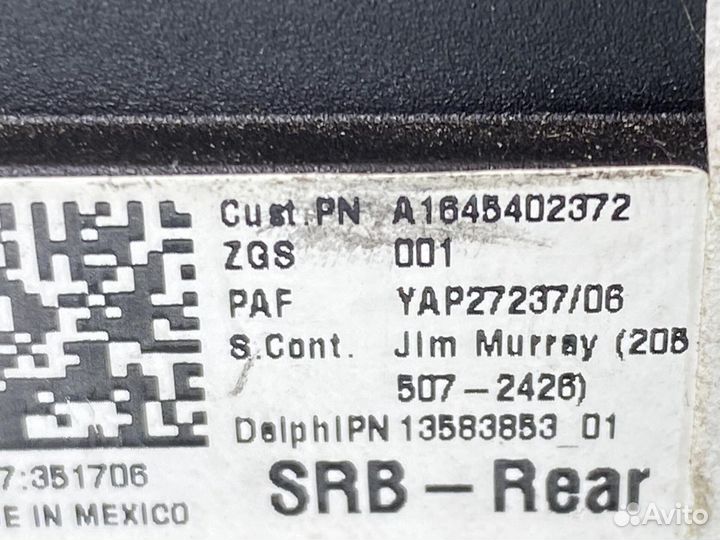 Cust.PN A1645402372
ZGS 001
PAF YAP27237/06
S.Cont. Jim Murray (205
507-2426)
DelphiPN 13583853_01
7:351706
E IN MEXICO
SRB-Rear
Avito